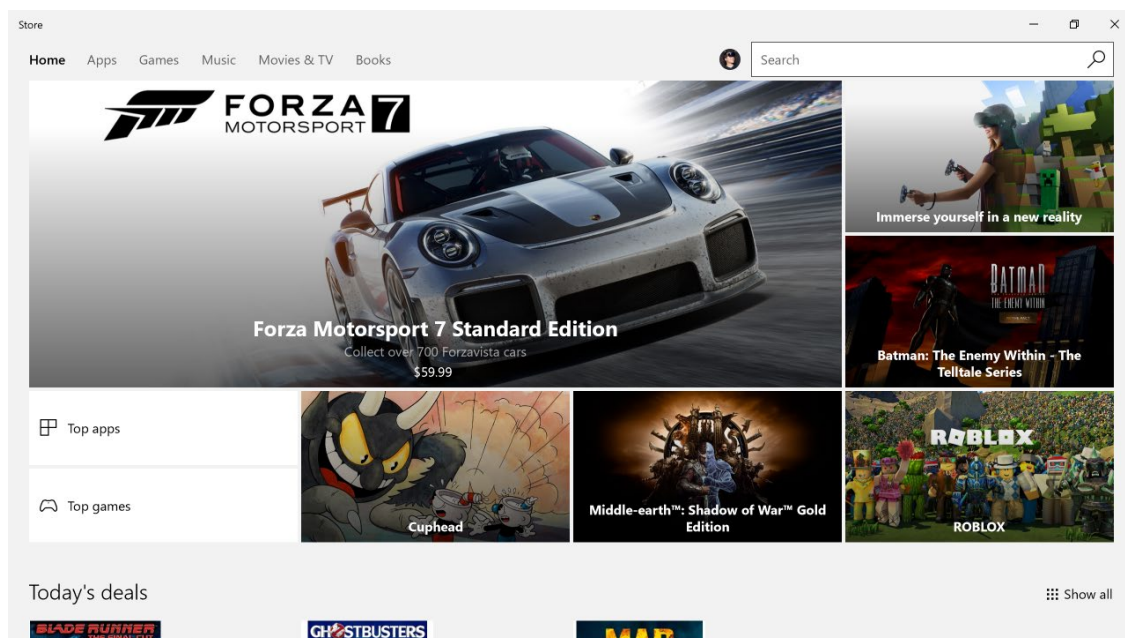 Store
Home Apps Games Music Movies & TV Books
Search
FORZA
MOTORSPORT 7
Forza Motorsport 7 Standard Edition
Collect over 700 Forzavista cars
$59.99
Immerse yourself in a new reality
BATMAN
THE ENEMY WITHIN
Batman: The Enemy Within - The
Telltale Series
Top apps
Top games
Cuphead
Middle-earth™: Shadow of War™ Gold
Edition
ROBLOX
ROBLOX
Today's deals
Show all
BLADE RUNNER
THE FINAL CUT
GHOSTBUSTERS